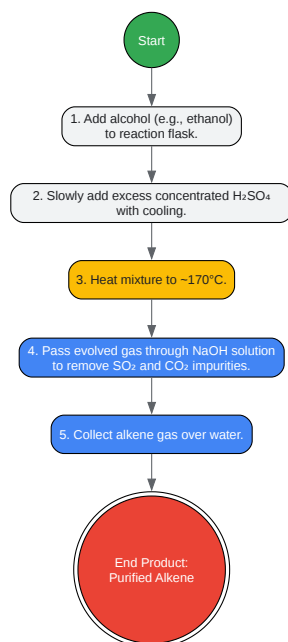 Start
1. Add alcohol (e.g., ethanol)
to reaction flask.
2. Slowly add excess concentrated H₂SO₄
with cooling.
3. Heat mixture to ~170°C.
4. Pass evolved gas through NaOH solution
to remove SO₂ and CO₂ impurities.
5. Collect alkene gas over water.
End Product:
Purified Alkene